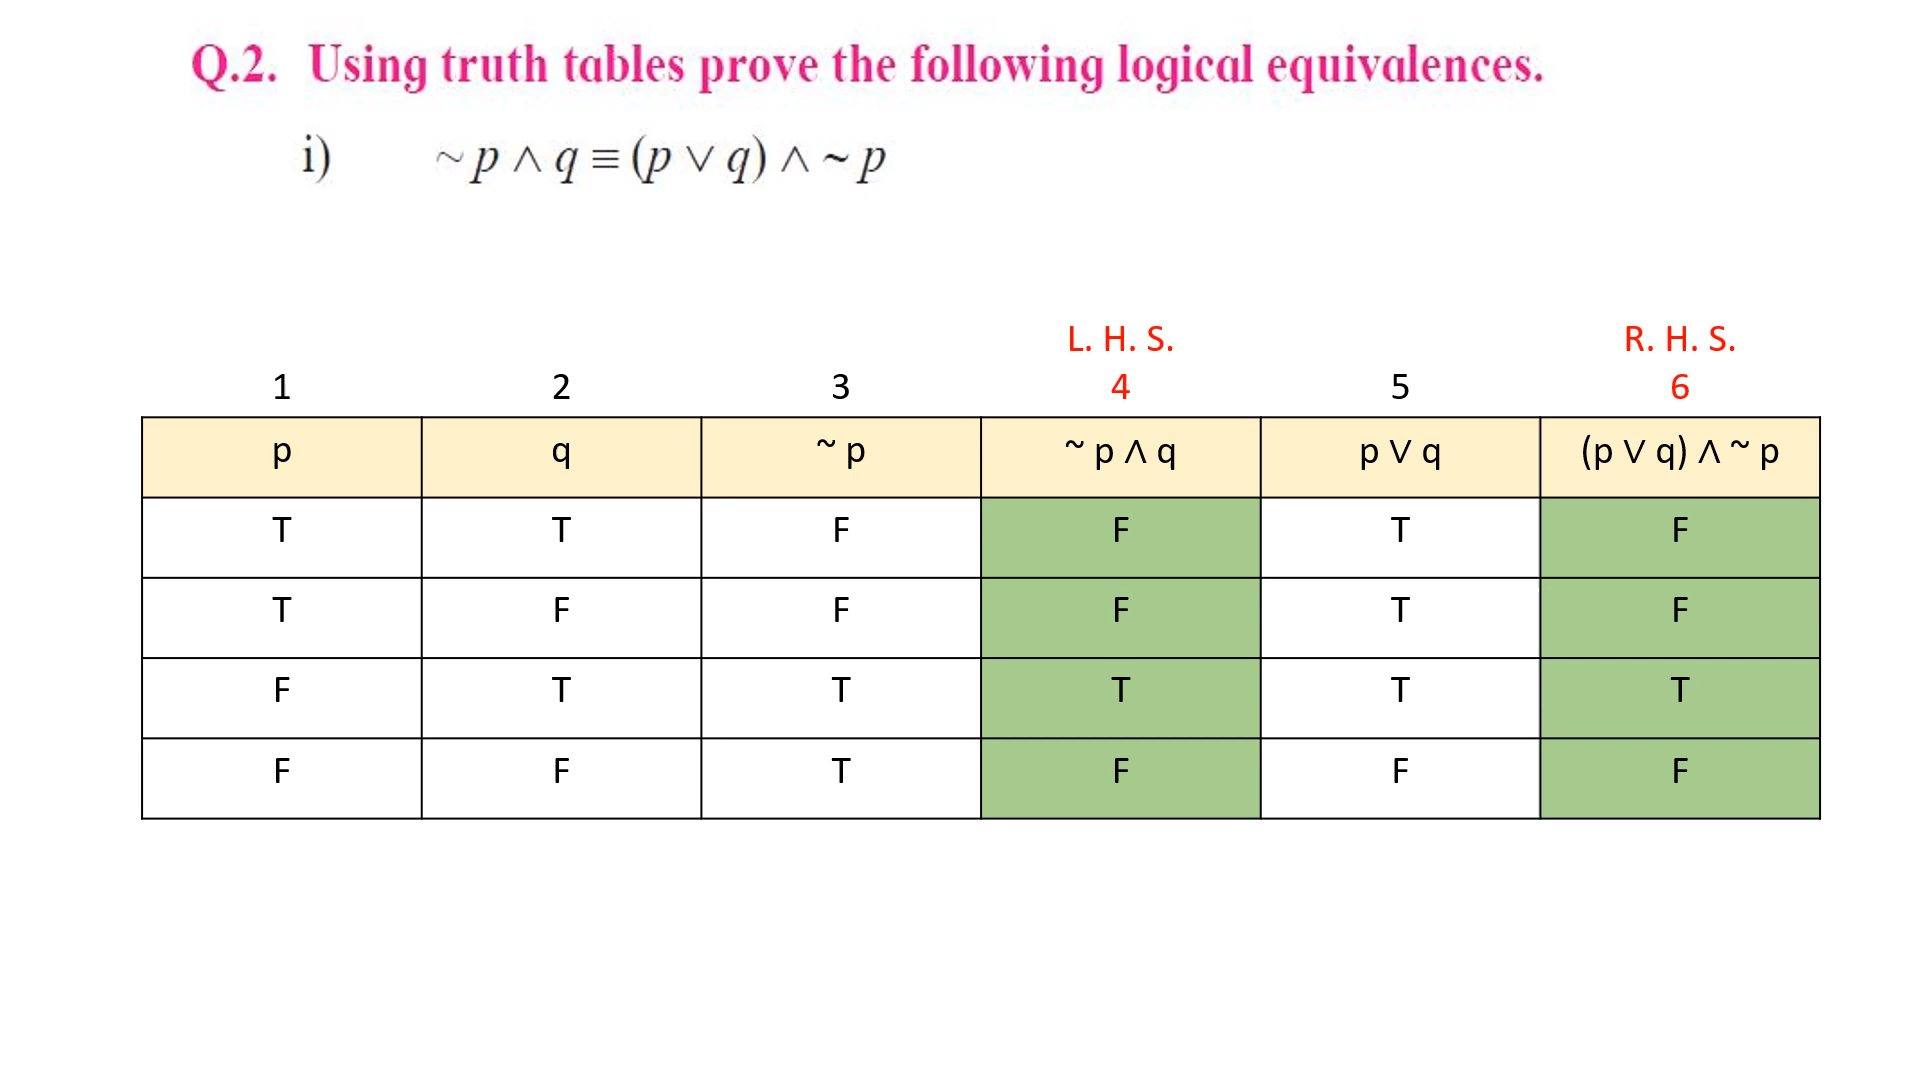 Q.2. Using truth tables prove the following logical equivalences.
i) ~ p ∧ q ≡ (p ∨ q) ∧ ~ p
L. H. S. R. H. S.
1 2 3 4 5 6
p q ~ p ~ p ∧ q p ∨ q (p ∨ q) ∧ ~ p
T T F F T F
T F F F T F
F T T T T T
F F T F F F